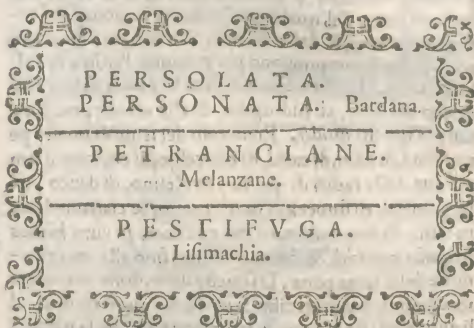 PERSOLATA.
PERSONATA. Bardana.
PETRANCIANE.
Melanzane.
PESTIFVGA.
Lisimachia.